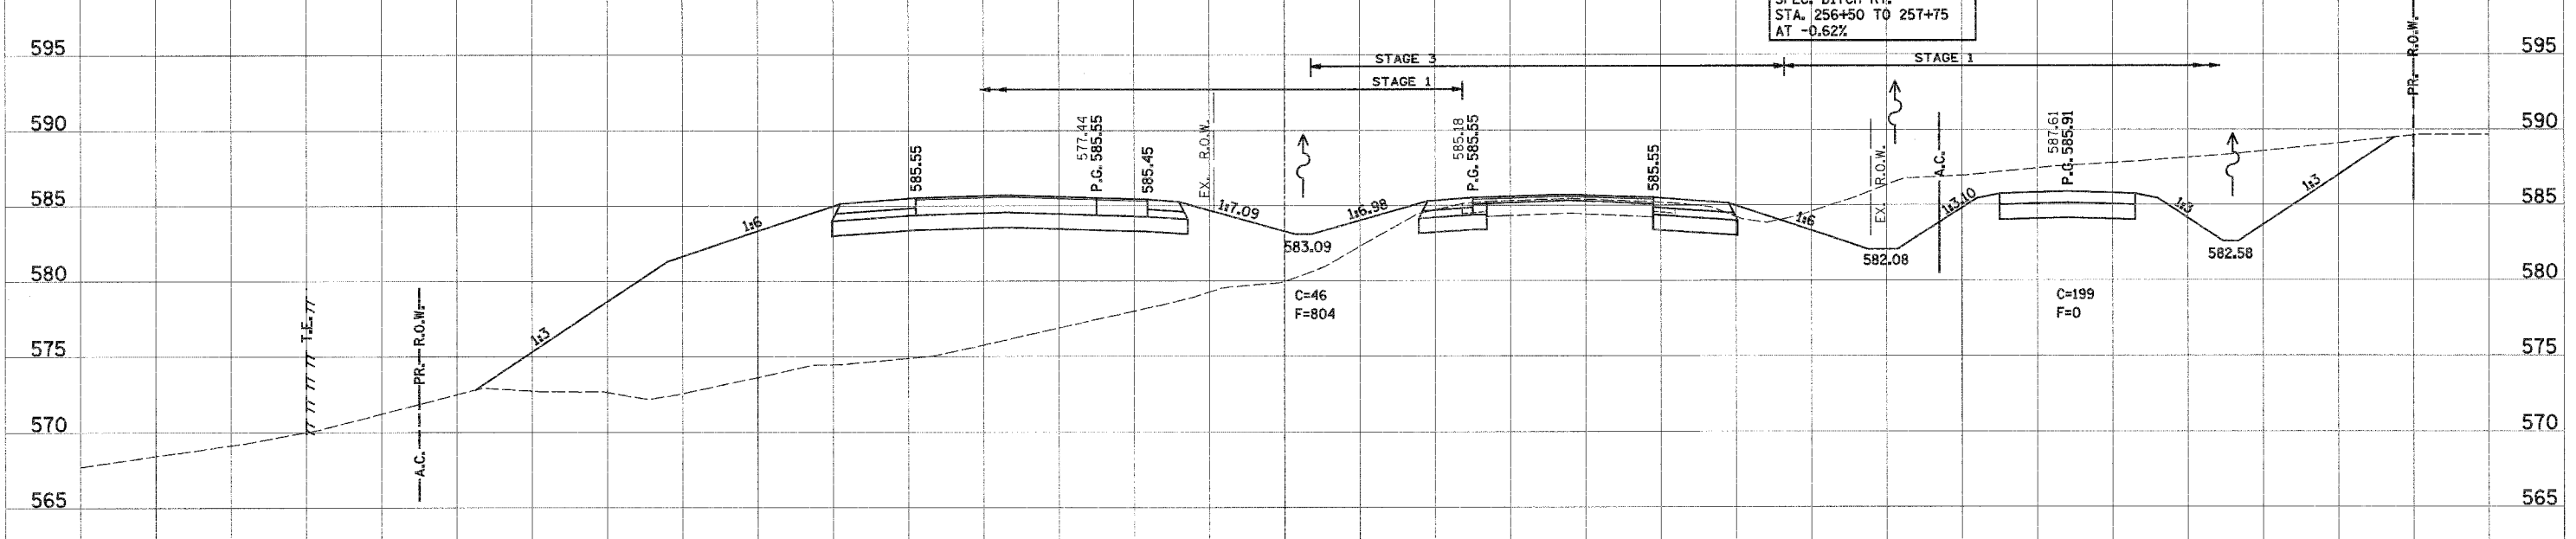 SPEC. DITCH RT.
STA. 256+50 TO 257+75
AT -0.62%
595
595
STAGE 3
STAGE 1
STAGE 1
590
590
577.44
P.G. 585.55
585.55
585.45
EX. R.O.W.
585.18
P.G. 585.55
585.55
EX. R.O.W.
A.C.
587.61
P.G. 585.91
PR. R.O.W.
585
585
1:6
1:7.09
1:6.98
1:6
1:3.10
1:3
1:3
583.09
582.08
582.58
580
580
C=46
F=804
C=199
F=0
T.E.
A.C. PR. R.O.W.
1:3
575
575
570
570
565
565